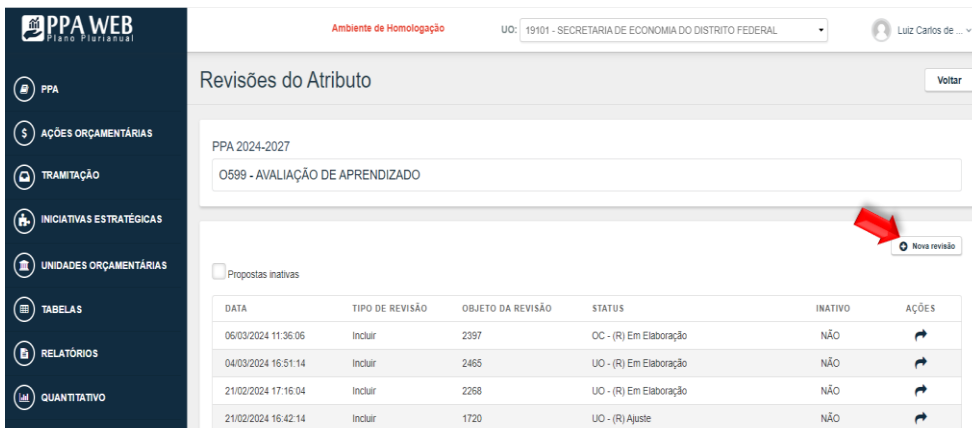 PPA WEB
Plano Plurianual
Ambiente de Homologação
UO: 19101 - SECRETARIA DE ECONOMIA DO DISTRITO FEDERAL
Luiz Carlos de ...
PPA
AÇÕES ORÇAMENTÁRIAS
TRAMITAÇÃO
INICIATIVAS ESTRATÉGICAS
UNIDADES ORÇAMENTÁRIAS
TABELAS
RELATÓRIOS
QUANTITATIVO
Revisões do Atributo
Voltar
PPA 2024-2027
O599 - AVALIAÇÃO DE APRENDIZADO
Nova revisão
Propostas inativas
DATA TIPO DE REVISÃO OBJETO DA REVISÃO STATUS INATIVO AÇÕES
06/03/2024 11:36:06 Incluir 2397 OC - (R) Em Elaboração NÃO
04/03/2024 16:51:14 Incluir 2465 UO - (R) Em Elaboração NÃO
21/02/2024 17:16:04 Incluir 2268 UO - (R) Em Elaboração NÃO
21/02/2024 16:42:14 Incluir 1720 UO - (R) Ajuste NÃO